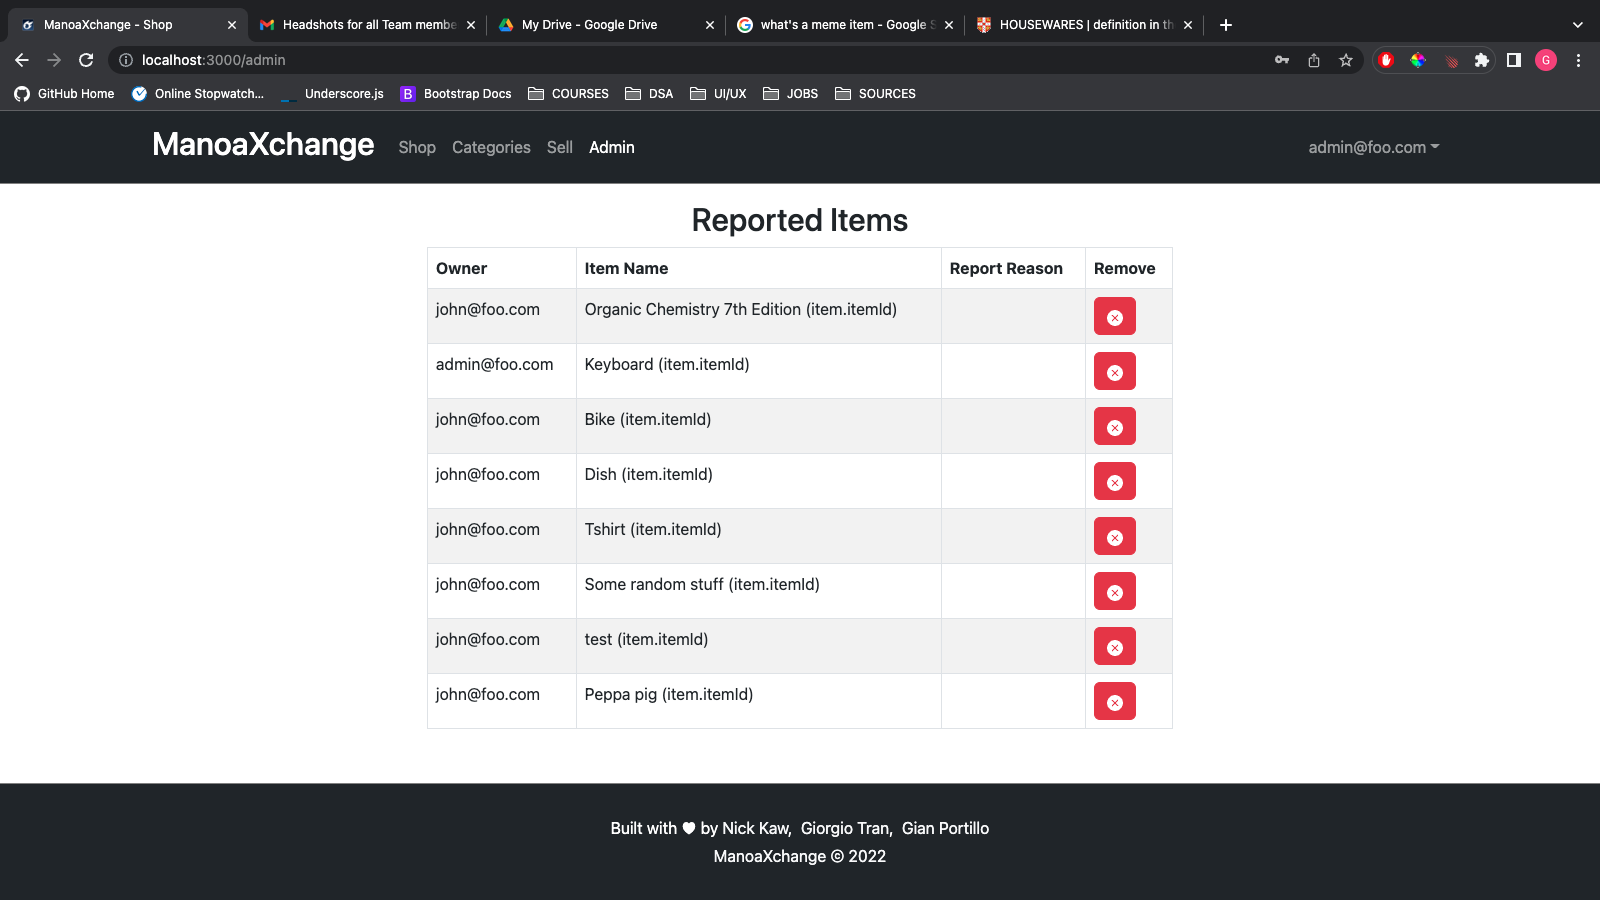 ManoaXchange - Shop
Headshots for all Team membe
My Drive - Google Drive
what's a meme item - Google S
HOUSEWARES | definition in th
localhost:3000/admin
G
GitHub Home
Online Stopwatch...
Underscore.js
B Bootstrap Docs
COURSES
DSA
UI/UX
JOBS
SOURCES
ManoaXchange Shop Categories Sell Admin admin@foo.com
Reported Items
Owner Item Name Report Reason Remove
john@foo.com Organic Chemistry 7th Edition (item.itemId)
admin@foo.com Keyboard (item.itemId)
john@foo.com Bike (item.itemId)
john@foo.com Dish (item.itemId)
john@foo.com Tshirt (item.itemId)
john@foo.com Some random stuff (item.itemId)
john@foo.com test (item.itemId)
john@foo.com Peppa pig (item.itemId)
Built with ♥ by Nick Kaw, Giorgio Tran, Gian Portillo
ManoaXchange © 2022